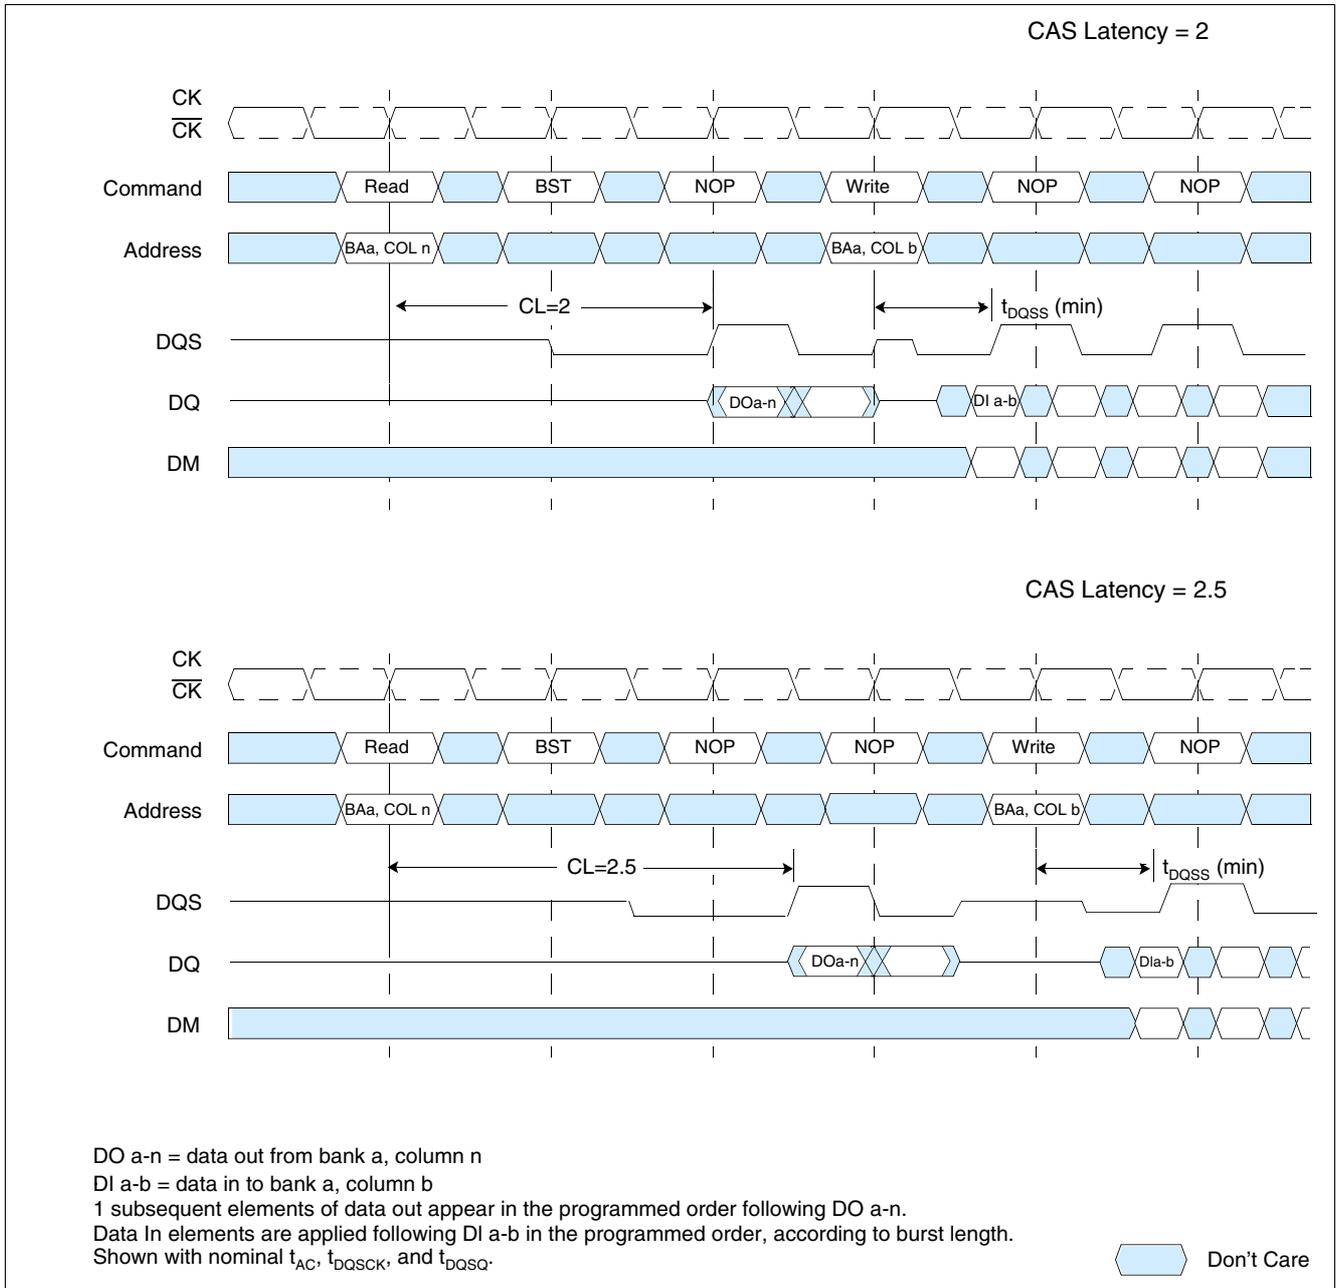 CAS Latency = 2
CK
CK
Command Read BST NOP Write NOP NOP
Address BAa, COL n BAa, COL b
CL=2 tDQSS (min)
DQS
DQ DOa-n DI a-b
DM
CAS Latency = 2.5
CK
CK
Command Read BST NOP NOP Write NOP
Address BAa, COL n BAa, COL b
CL=2.5 tDQSS (min)
DQS
DQ DOa-n DIa-b
DM
DO a-n = data out from bank a, column n
DI a-b = data in to bank a, column b
1 subsequent elements of data out appear in the programmed order following DO a-n.
Data In elements are applied following DI a-b in the programmed order, according to burst length.
Shown with nominal tAC, tDQSCK, and tDQSQ.
Don't Care